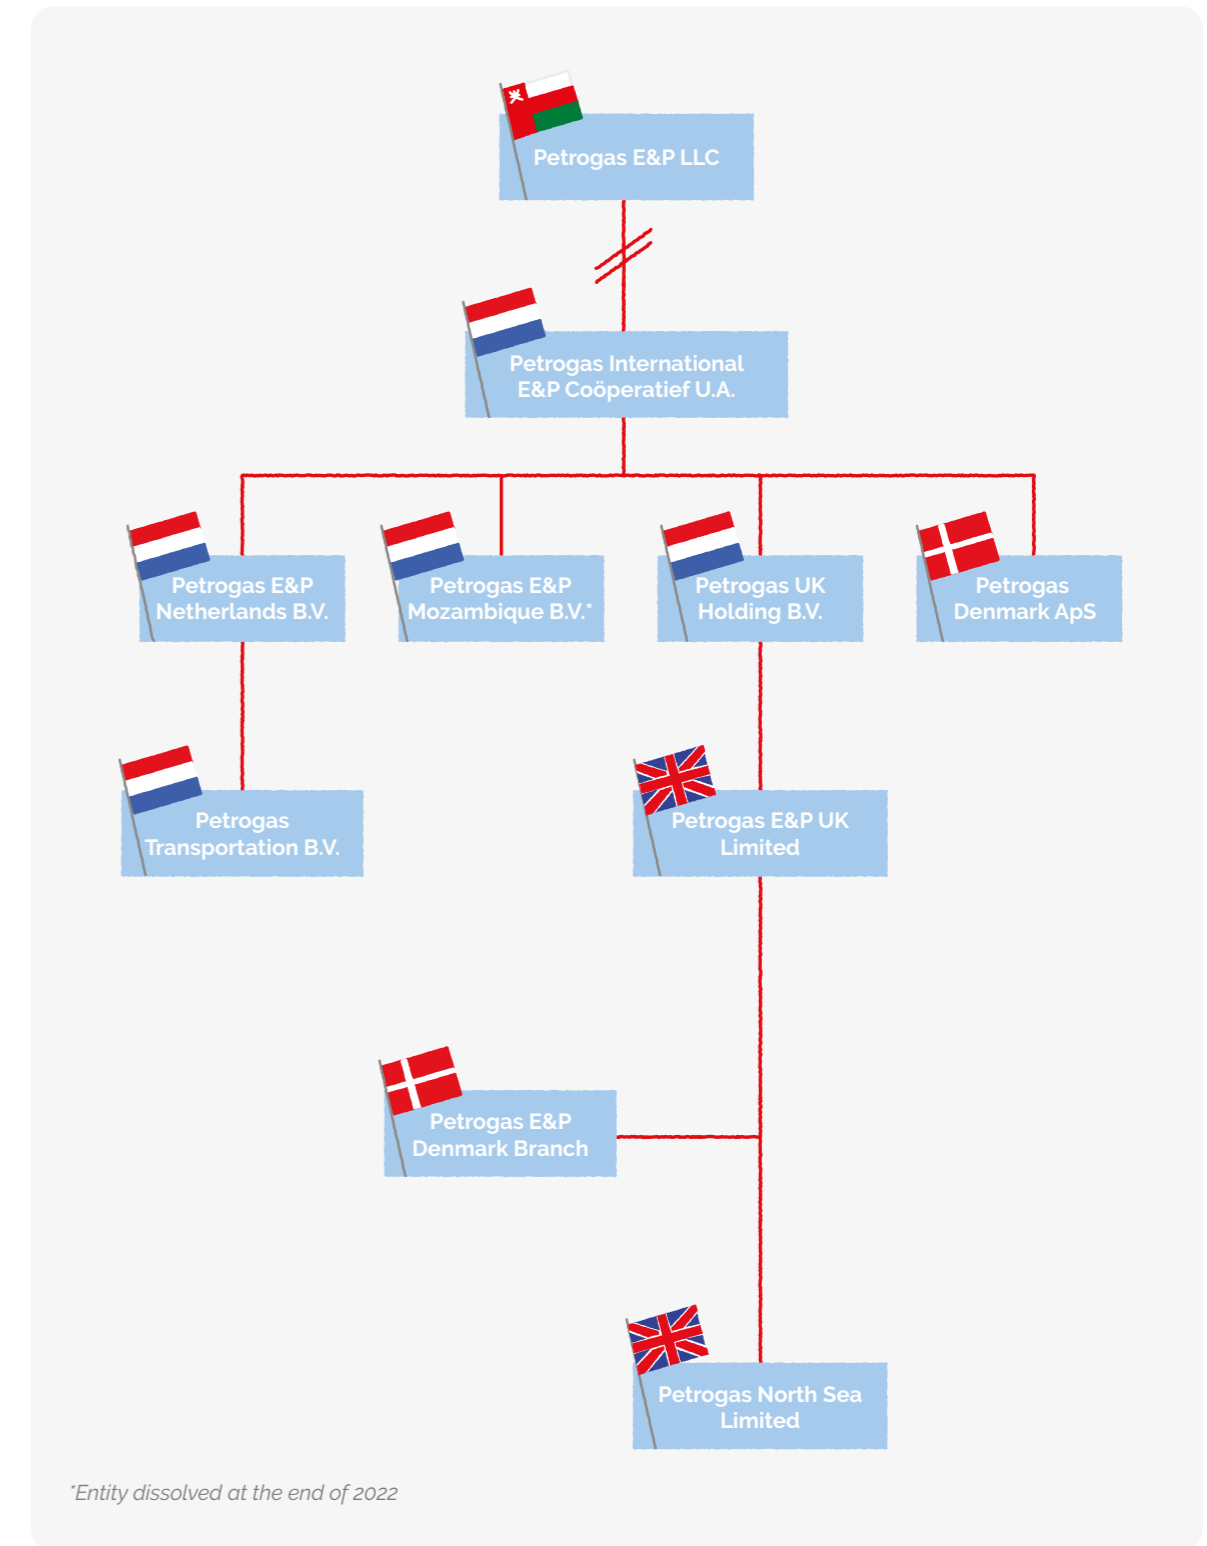 Petrogas E&P LLC
Petrogas International
E&P Coöperatief U.A.
Petrogas E&P
Netherlands B.V.
Petrogas E&P
Mozambique B.V.*
Petrogas UK
Holding B.V.
Petrogas
Denmark ApS
Petrogas
Transportation B.V.
Petrogas E&P UK
Limited
Petrogas E&P
Denmark Branch
Petrogas North Sea
Limited
*Entity dissolved at the end of 2022